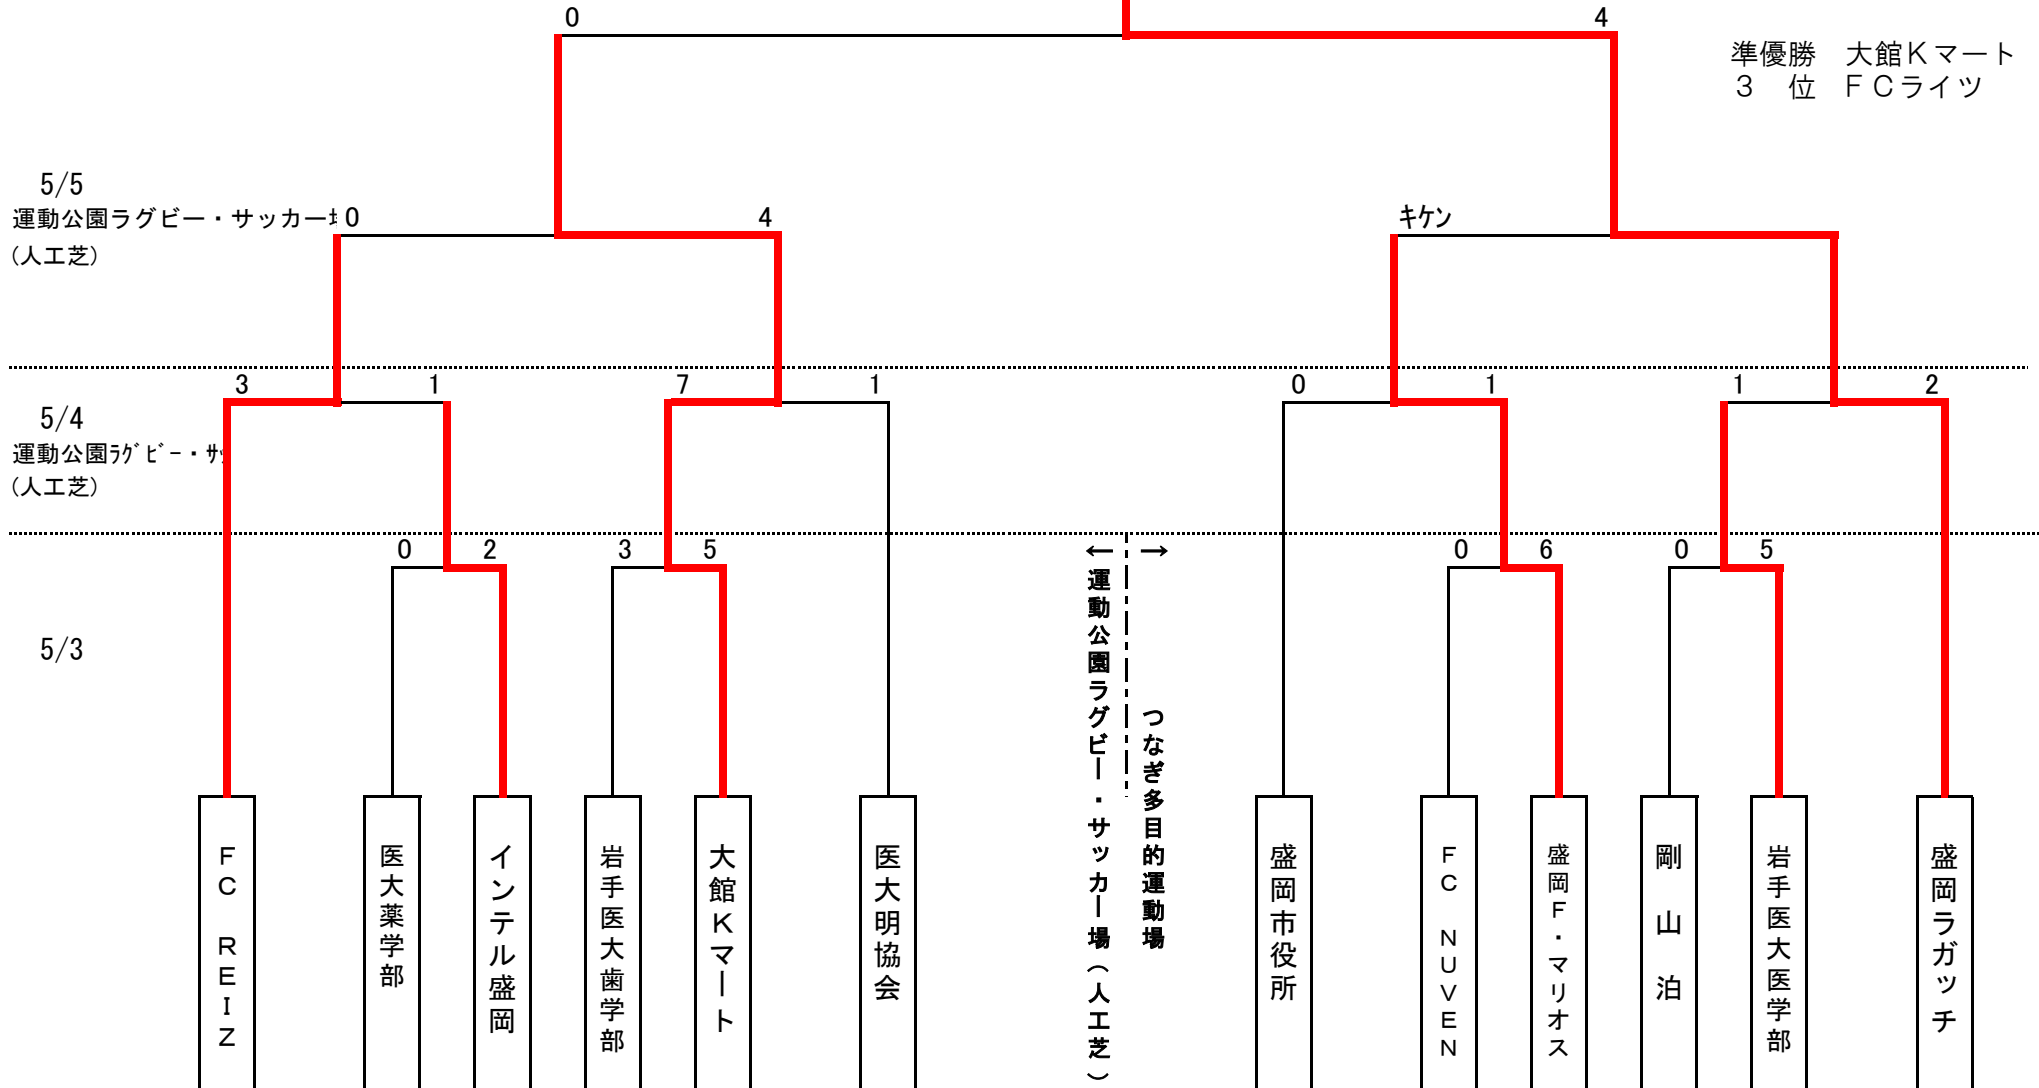 0
4
準優勝　大館Ｋマート
３　位　ＦＣライツ
5/5
運動公園ラグビー・サッカー
0
4
キケン
(人工芝)
3
1
7
1
0
1
1
2
5/4
運動公園ﾗｸﾞﾋﾞｰ・ｻ
(人工芝)
0
2
3
5
← →
0
6
0
5
5/3
運動公園ラグビー・サッカー場（人工芝）
つなぎ多目的運動場
ＦＣ　ＲＥＩＺ
医大薬学部
インテル盛岡
岩手医大歯学部
大館Ｋマート
医大明協会
盛岡市役所
ＦＣ　ＮＵＶＥＮ
盛岡Ｆ・マリオス
剛山泊
岩手医大医学部
盛岡ラガッチ